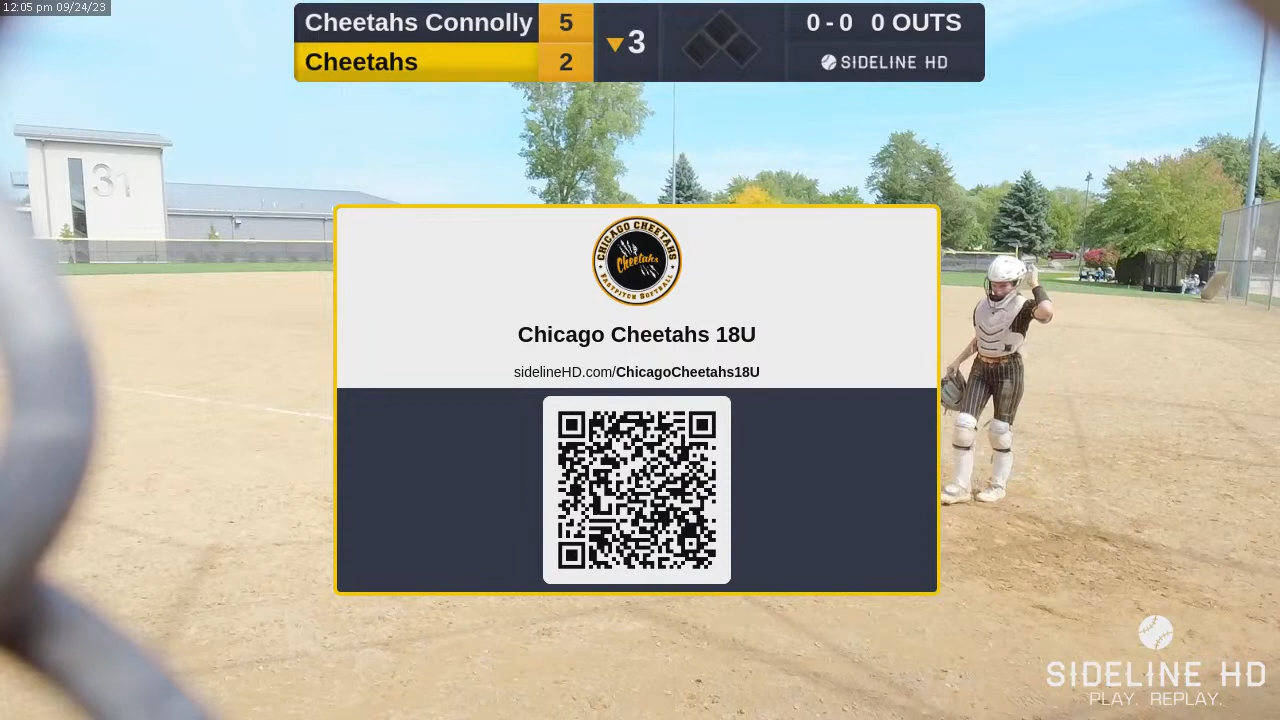 12:05 pm 09/24/23
Cheetahs Connolly 5
Cheetahs 2
3
0 - 0 0 OUTS
SIDELINE HD
31
CHICAGO CHEETAHS
Cheetahs
FASTPITCH SOFTBALL
Chicago Cheetahs 18U
sidelineHD.com/ChicagoCheetahs18U
SIDELINE HD
PLAY. REPLAY.